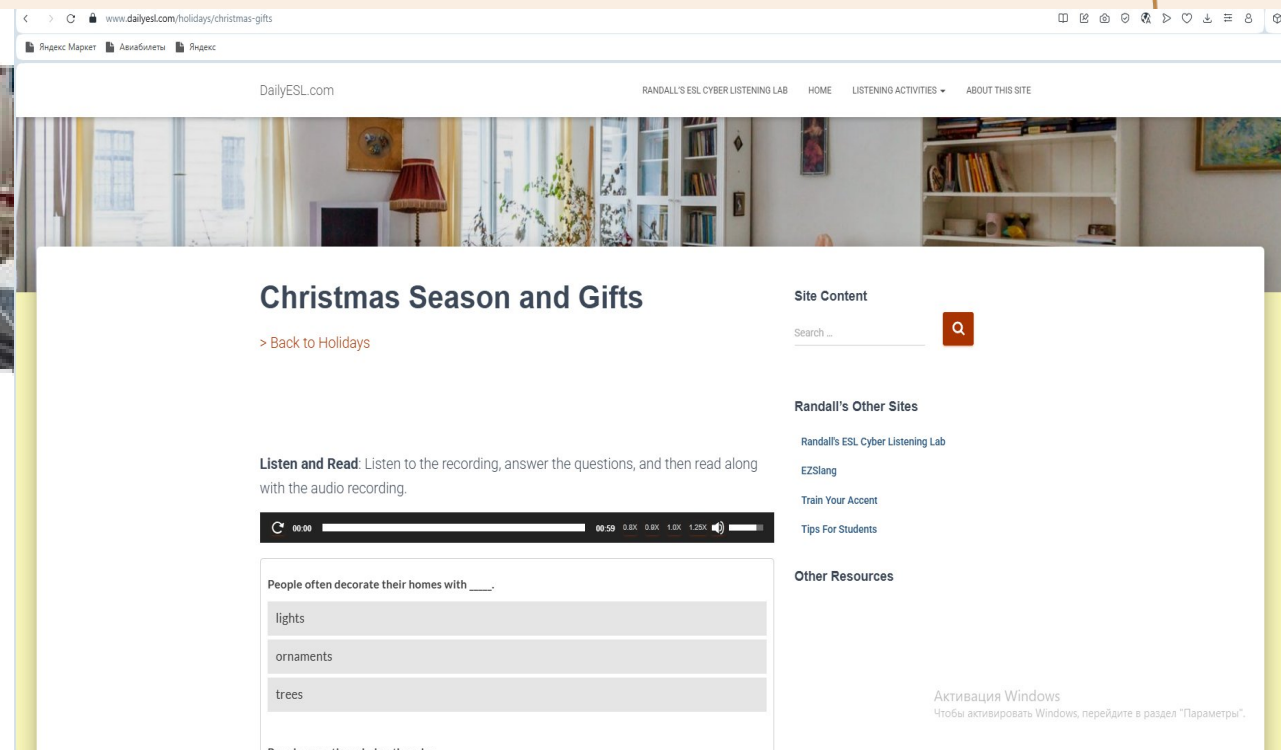 www.dailyesl.com/holidays/christmas-gifts
Яндекс Маркет Авиабилеты Яндекс
DailyESL.com
RANDALL'S ESL CYBER LISTENING LAB HOME LISTENING ACTIVITIES ABOUT THIS SITE
Christmas Season and Gifts
> Back to Holidays
Listen and Read: Listen to the recording, answer the questions, and then read along
with the audio recording.
00:00 00:59 0.8X 0.9X 1.0X 1.25X
People often decorate their homes with _____.
lights
ornaments
trees
Site Content
Search ...
Randall's Other Sites
Randall's ESL Cyber Listening Lab
EZSlang
Train Your Accent
Tips For Students
Other Resources
Активация Windows
Чтобы активировать Windows, перейдите в раздел "Параметры".